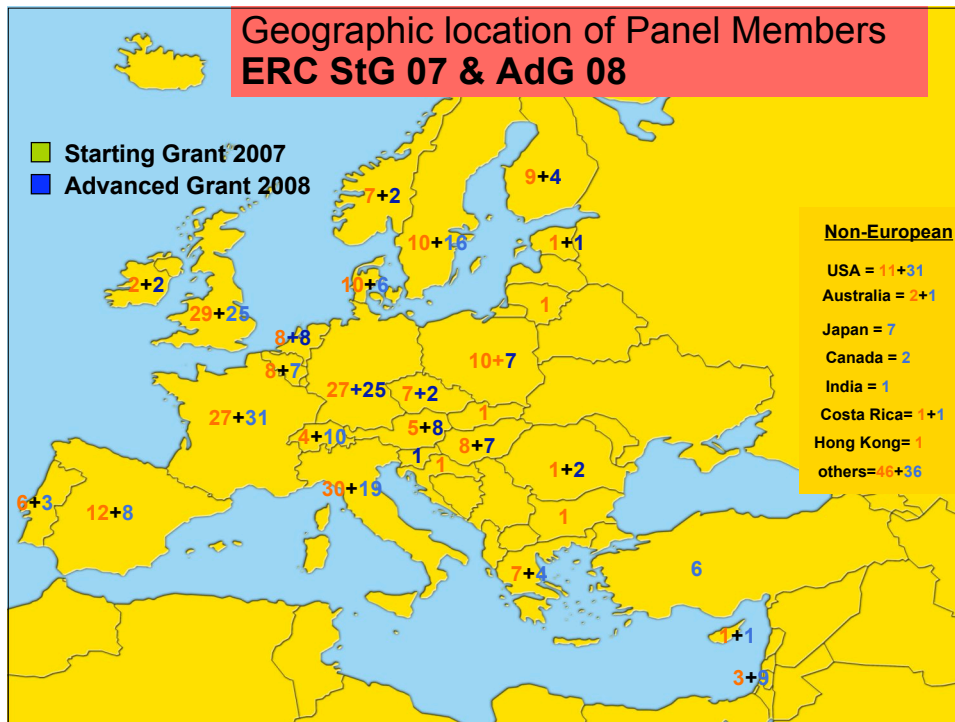 Geographic location of Panel Members
ERC StG 07 & AdG 08
Starting Grant 2007
Advanced Grant 2008
9+4
7+2
10+16
1+1
10+6
1
2+2
29+25
8+8
8+7
10+7
27+25
7+2
27+31
1
5+8
4+10
8+7
1
1
1+2
30+19
6+3
12+8
1
7+4
6
1+1
3+9
Non-European
USA = 11+31
Australia = 2+1
Japan = 7
Canada = 2
India = 1
Costa Rica= 1+1
Hong Kong= 1
others=46+36